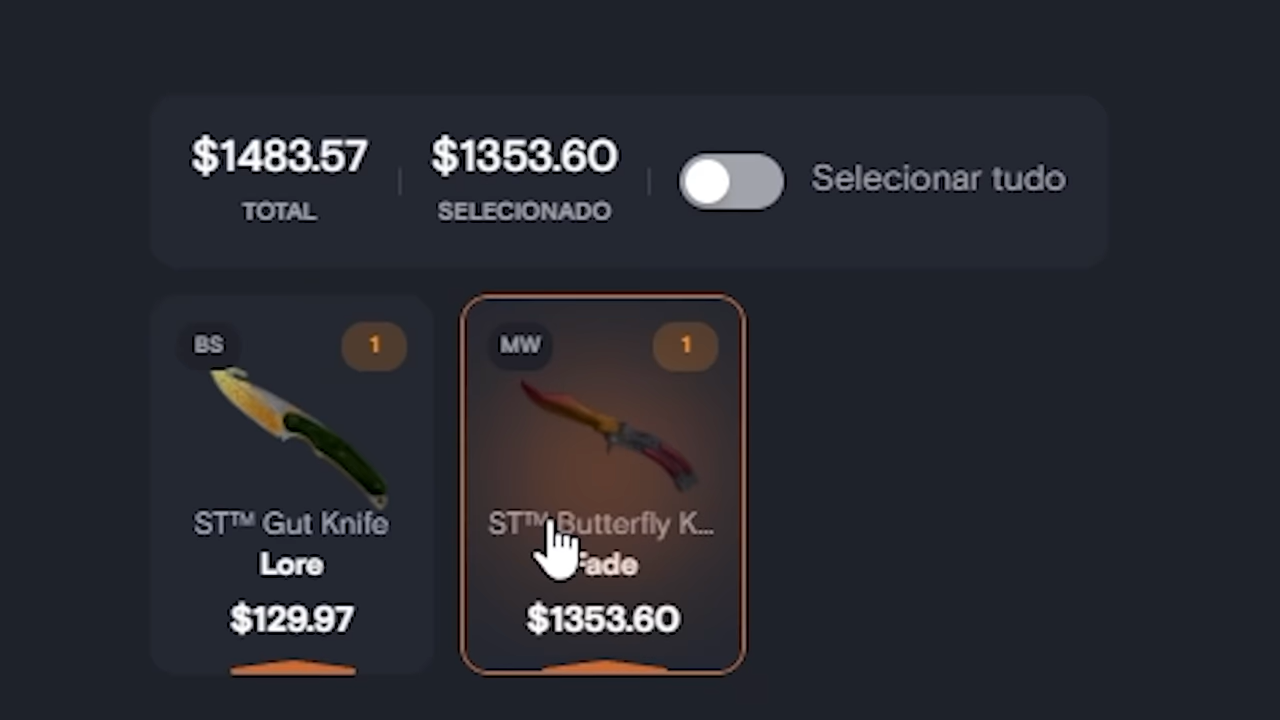 $1483.57
TOTAL
$1353.60
SELECIONADO
Selecionar tudo
BS
1
ST™ Gut Knife
Lore
$129.97
MW
1
ST™ Butterfly K...
Fade
$1353.60